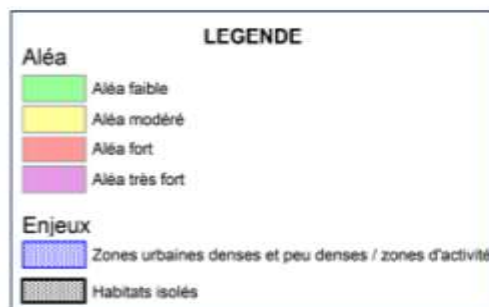 LEGENDE
Aléa
Aléa faible
Aléa modéré
Aléa fort
Aléa très fort
Enjeux
Zones urbaines denses et peu denses / zones d'activité
Habitats isolés